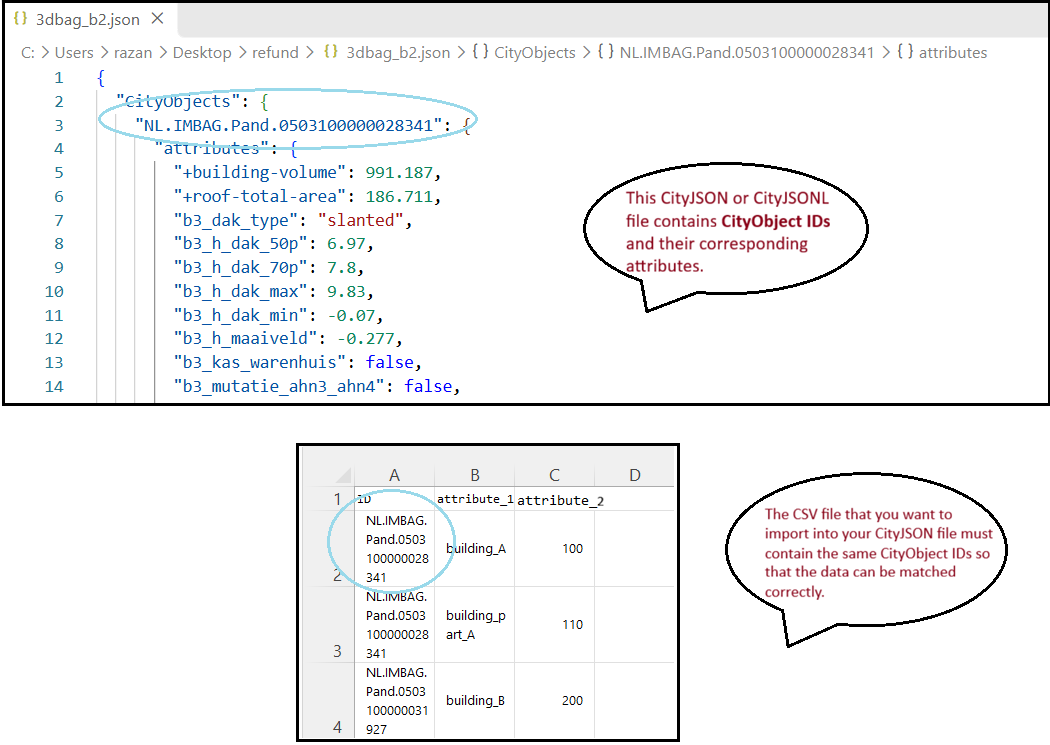 {} 3dbag_b2.json ×
C: > Users > razan > Desktop > refund > {} 3dbag_b2.json > {} CityObjects > {} NL.IMBAG.Pand.0503100000028341 > {} attributes
1 {
2 "CityObjects": {
3 "NL.IMBAG.Pand.0503100000028341": {
4 "attributes": {
5 "+building-volume": 991.187,
6 "+roof-total-area": 186.711,
7 "b3_dak_type": "slanted",
8 "b3_h_dak_50p": 6.97,
9 "b3_h_dak_70p": 7.8,
10 "b3_h_dak_max": 9.83,
11 "b3_h_dak_min": -0.07,
12 "b3_h_maaiveld": -0.277,
13 "b3_kas_warenhuis": false,
14 "b3_mutatie_ahn3_ahn4": false,
This CityJSON or CityJSONL
file contains CityObject IDs
and their corresponding
attributes.
A B C D
1 ID attribute_1 attribute_2
NL.IMBAG.
Pand.0503
100000028
341
2 building_A 100
NL.IMBAG.
Pand.0503
100000028
341
3 building_p
art_A 110
NL.IMBAG.
Pand.0503
100000031
927
4 building_B 200
The CSV file that you want to
import into your CityJSON file must
contain the same CityObject IDs so
that the data can be matched
correctly.